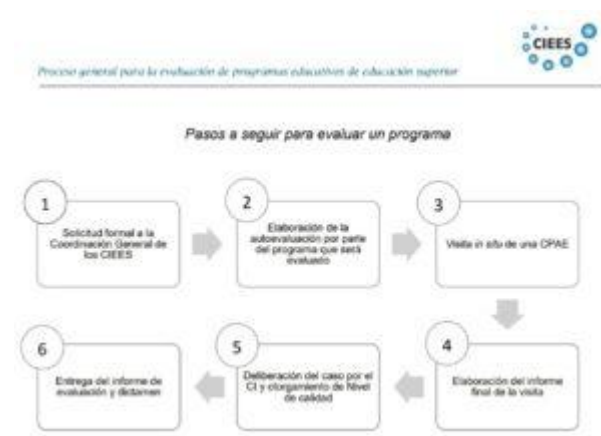 CIEES
Proceso general para la evaluación de programas educativos de educación superior
Pasos a seguir para evaluar un programa
1
Solicitud formal a la
Coordinación General de
los CIEES
2
Elaboración de la
autoevaluación por parte
del programa que será
evaluado
3
Visita in situ de una CPAE
4
Elaboración del informe
final de la visita
5
Deliberación del caso por el
CI y otorgamiento de Nivel
de calidad
6
Entrega del informe de
evaluación y dictamen